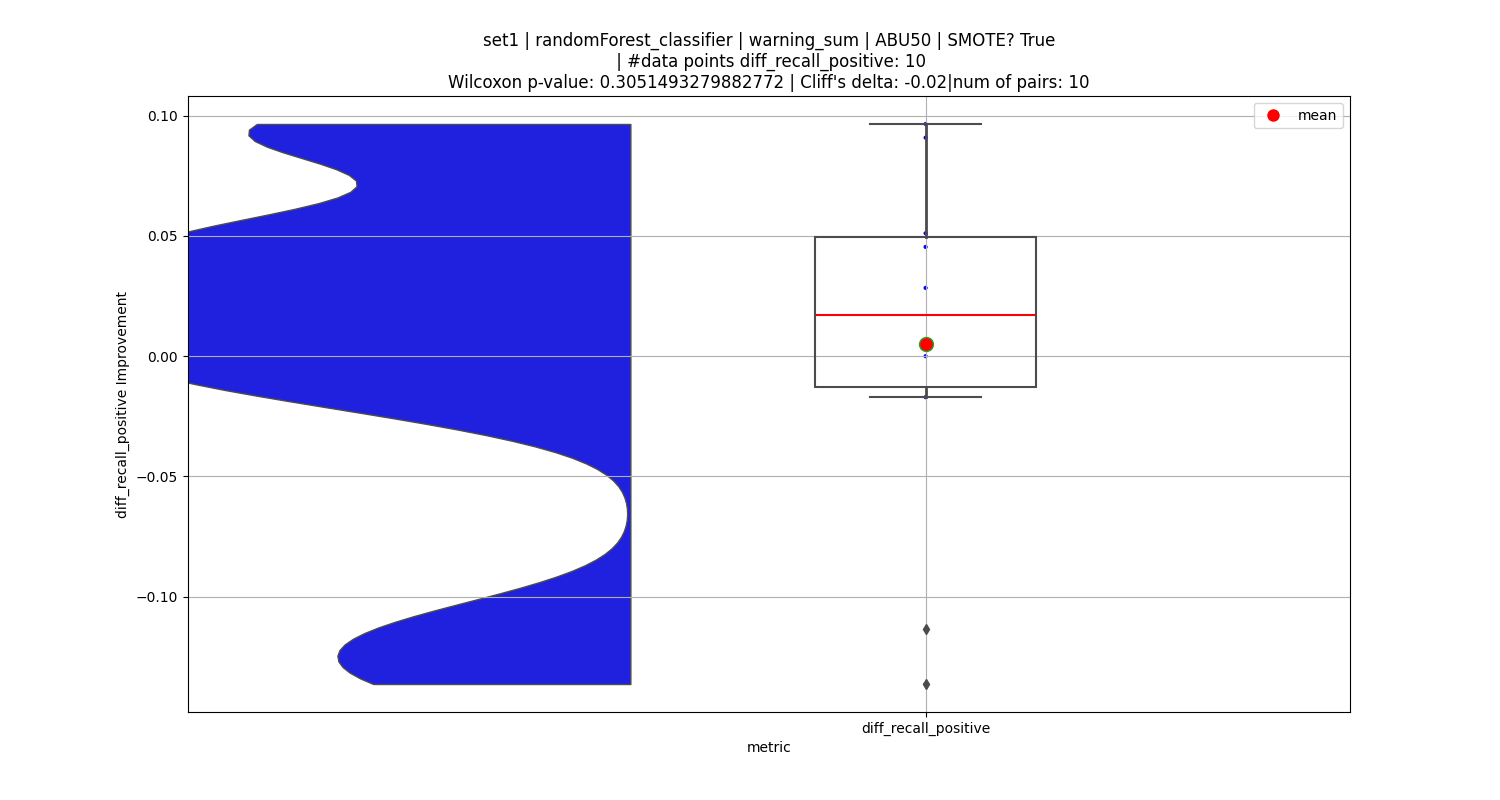 set1 | randomForest_classifier | warning_sum | ABU50 | SMOTE? True
| #data points diff_recall_positive: 10
Wilcoxon p-value: 0.3051493279882772 | Cliff's delta: -0.02|num of pairs: 10
mean
0.10
0.05
0.00
−0.05
−0.10
diff_recall_positive Improvement
diff_recall_positive
metric